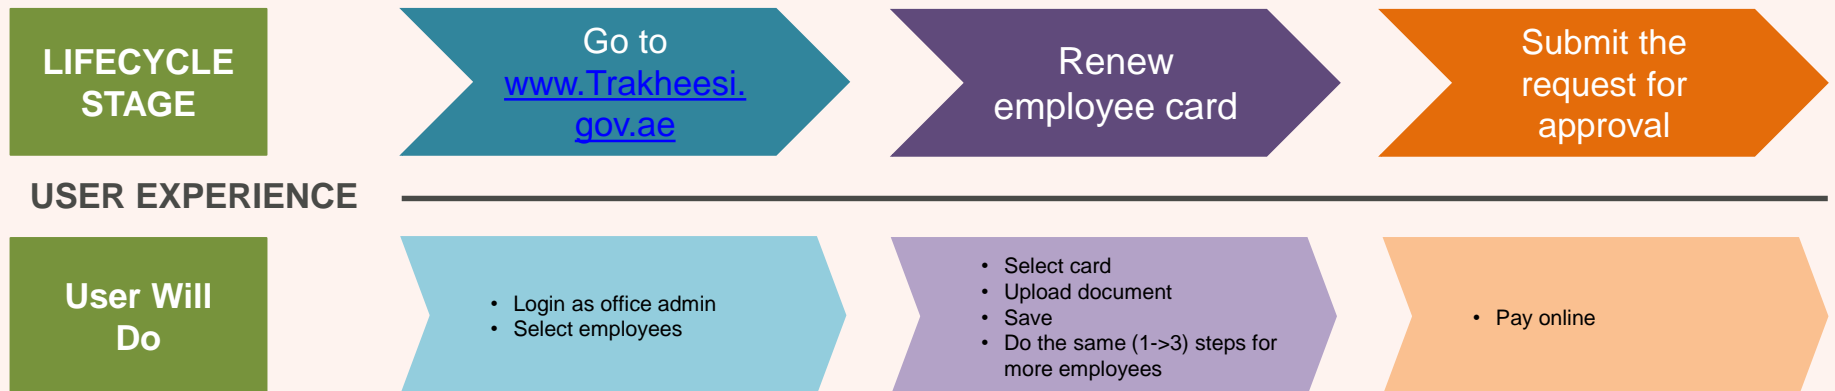 LIFECYCLE
STAGE
Go to
www.Trakheesi.
gov.ae
Renew
employee card
Submit the
request for
approval
USER EXPERIENCE
User Will
Do
• Login as office admin
• Select employees
• Select card
• Upload document
• Save
• Do the same (1->3) steps for
more employees
• Pay online